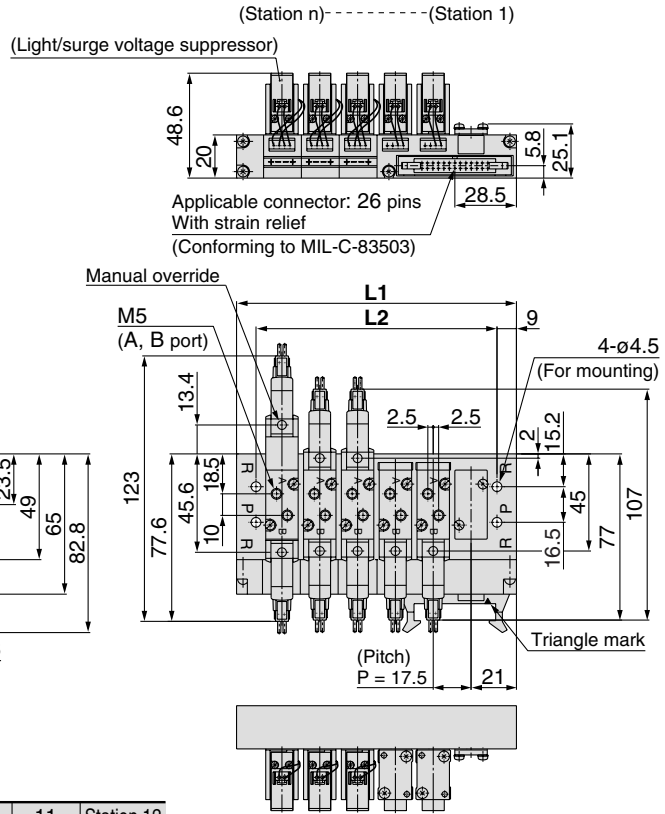 (Station n)
(Station 1)
(Light/surge voltage suppressor)
48.6
20
5.8
25.1
28.5
Applicable connector: 26 pins
With strain relief
(Conforming to MIL-C-83503)
Manual override
L1
L2
9
M5
(A, B port)
4-ø4.5
(For mounting)
13.4
2.5
2.5
2
15.2
123
77.6
45.6
18.5
10
R
P
R
A
B
A
B
A
B
A
B
R
P
R
45
77
107
16.5
23.5
49
65
82.8
Triangle mark
(Pitch)
P = 17.5
21
11
Station 12